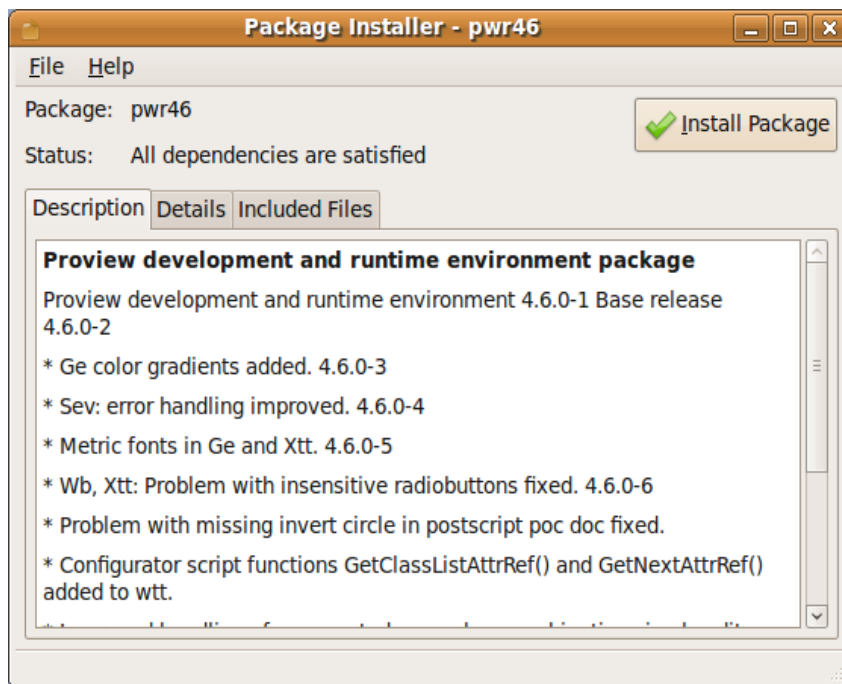 Package Installer - pwr46
File Help
Package: pwr46
Install Package
Status: All dependencies are satisfied
Description Details Included Files
Proview development and runtime environment package
Proview development and runtime environment 4.6.0-1 Base release
4.6.0-2
* Ge color gradients added. 4.6.0-3
* Sev: error handling improved. 4.6.0-4
* Metric fonts in Ge and Xtt. 4.6.0-5
* Wb, Xtt: Problem with insensitive radiobuttons fixed. 4.6.0-6
* Problem with missing invert circle in postscript poc doc fixed.
* Configurator script functions GetClassListAttrRef() and GetNextAttrRef()
added to wtt.